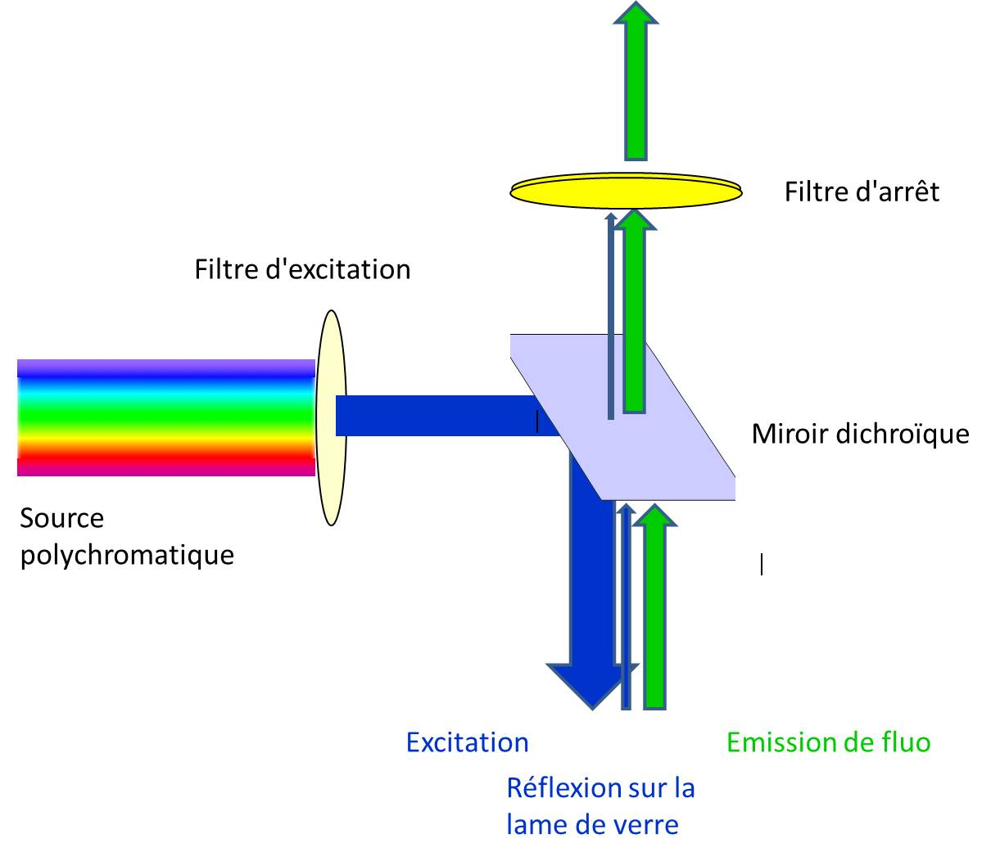 Filtre d'arrêt
Filtre d'excitation
Miroir dichroïque
Source
polychromatique
Excitation
Emission de fluo
Réflexion sur la
lame de verre